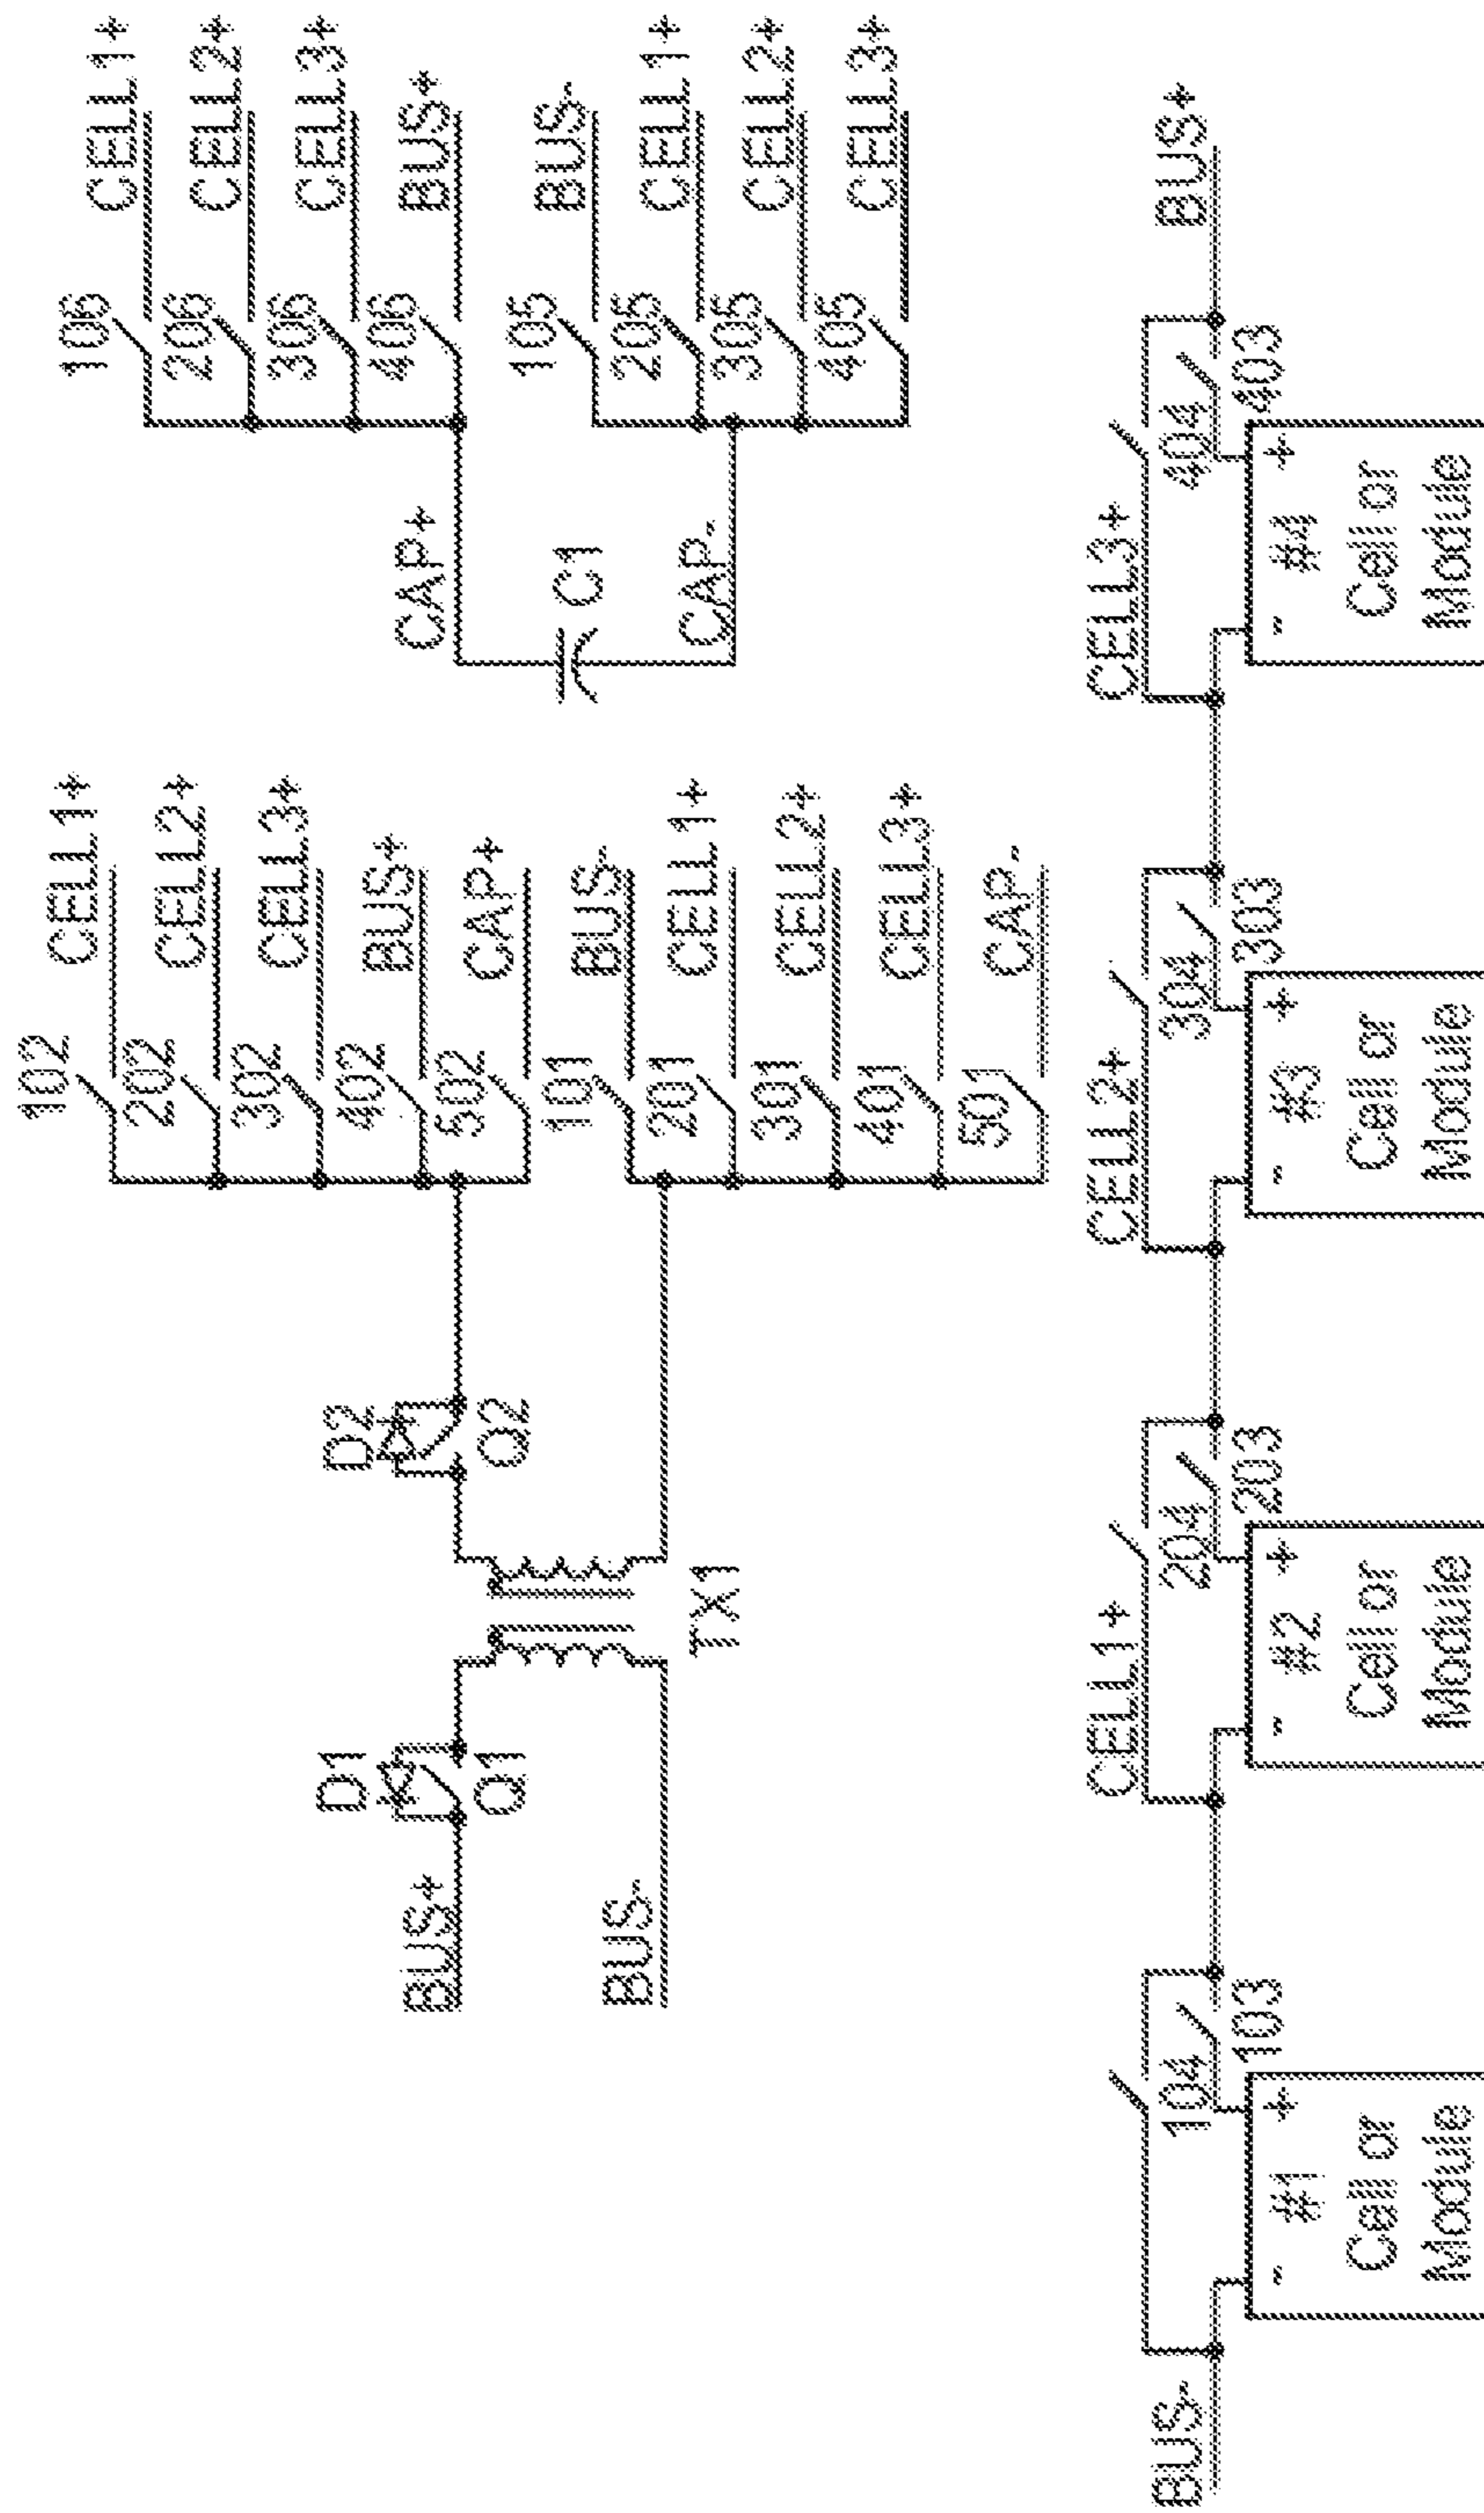 102 CELL1+
202 CELL2+
302 CELL3+
402 BUS+
502 CAP+
101 BUS-
201 CELL1+
301 CELL2+
401 CELL3+
501 CAP-
106 CELL1+
206 CELL2+
306 CELL3+
406 BUS+
105 BUS-
205 CELL1+
305 CELL2+
405 CELL3+
CAP+
C1
CAP-
BUS+
D1
Q1
D2
Q2
BUS-
TX1
BUS-
104
103
CELL1+
204
203
CELL2+
304
303
CELL3+
404
403
BUS+
- #1 +
Cell or
Module
- #2 +
Cell or
Module
- #3 +
Cell or
Module
- #4 +
Cell or
Module